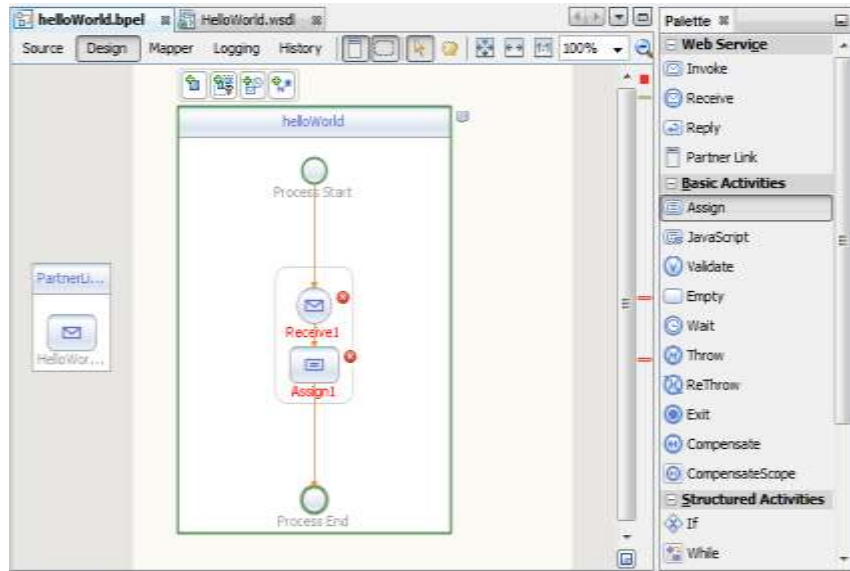 helloWorld.bpel HelloWorld.wsdl
Source Design Mapper Logging History 100%
helloWorld
Process Start
PartnerLi...
HelloWor...
Receive1
Assign1
Process End
Palette
Web Service
Invoke
Receive
Reply
Partner Link
Basic Activities
Assign
JavaScript
Validate
Empty
Wait
Throw
ReThrow
Exit
Compensate
CompensateScope
Structured Activities
If
While